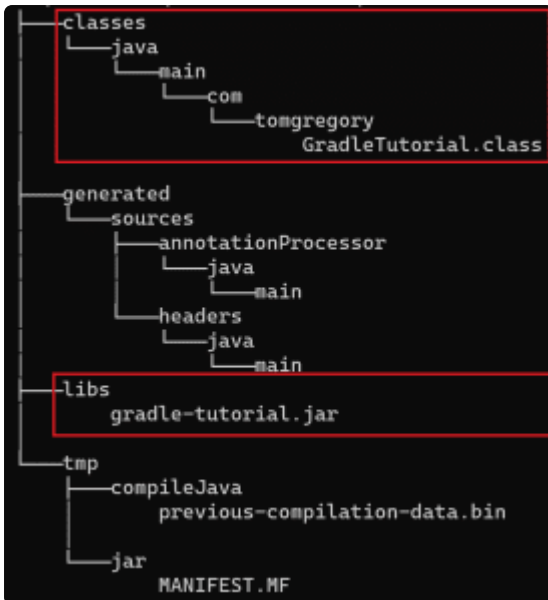 classes
java
main
com
tomgregory
GradleTutorial.class
generated
sources
annotationProcessor
java
main
headers
java
main
libs
gradle-tutorial.jar
tmp
compileJava
previous-compilation-data.bin
jar
MANIFEST.MF